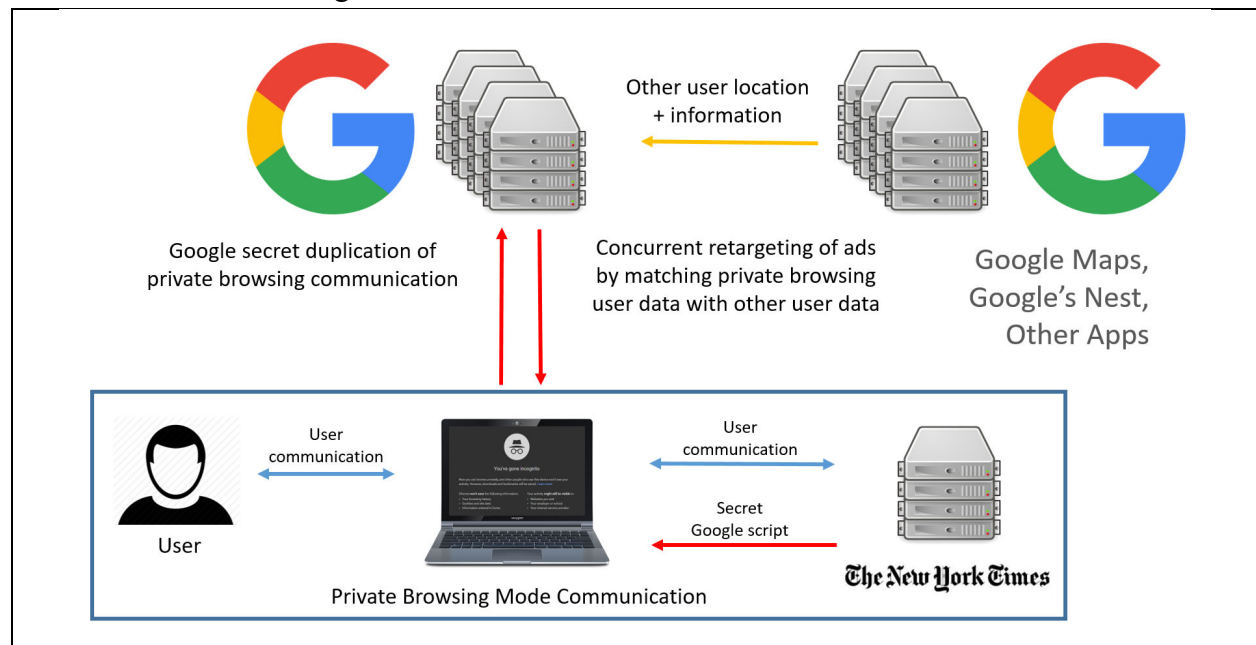 Other user location
+ information
Google secret duplication of
private browsing communication
Concurrent retargeting of ads
by matching private browsing
user data with other user data
Google Maps,
Google's Nest,
Other Apps
User
communication
User
communication
You've gone incognito
Secret
Google script
User
The New York Times
Private Browsing Mode Communication